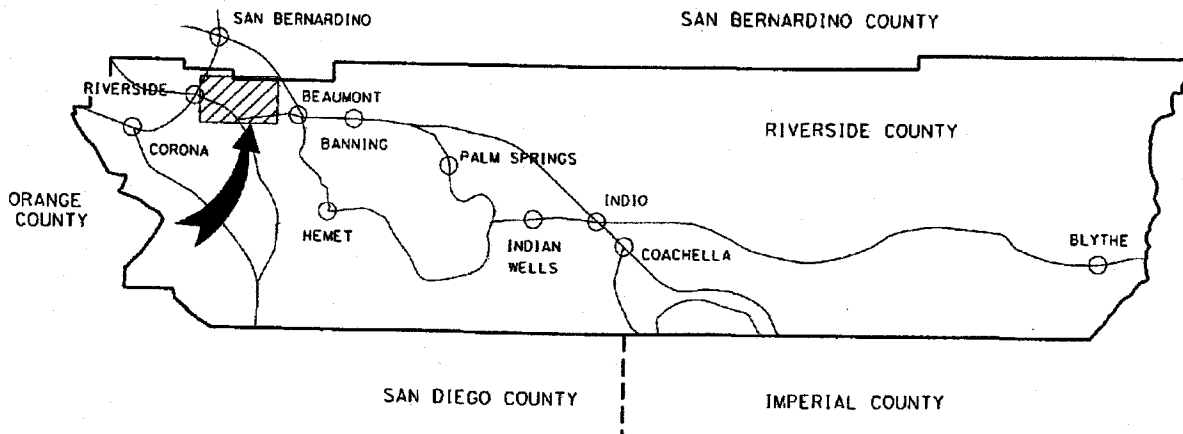 SAN BERNARDINO
SAN BERNARDINO COUNTY
RIVERSIDE
BEAUMONT
CORONA
BANNING
RIVERSIDE COUNTY
PALM SPRINGS
ORANGE
COUNTY
HEMET
INDIO
INDIAN
WELLS
COACHELLA
BLYTHE
SAN DIEGO COUNTY
IMPERIAL COUNTY